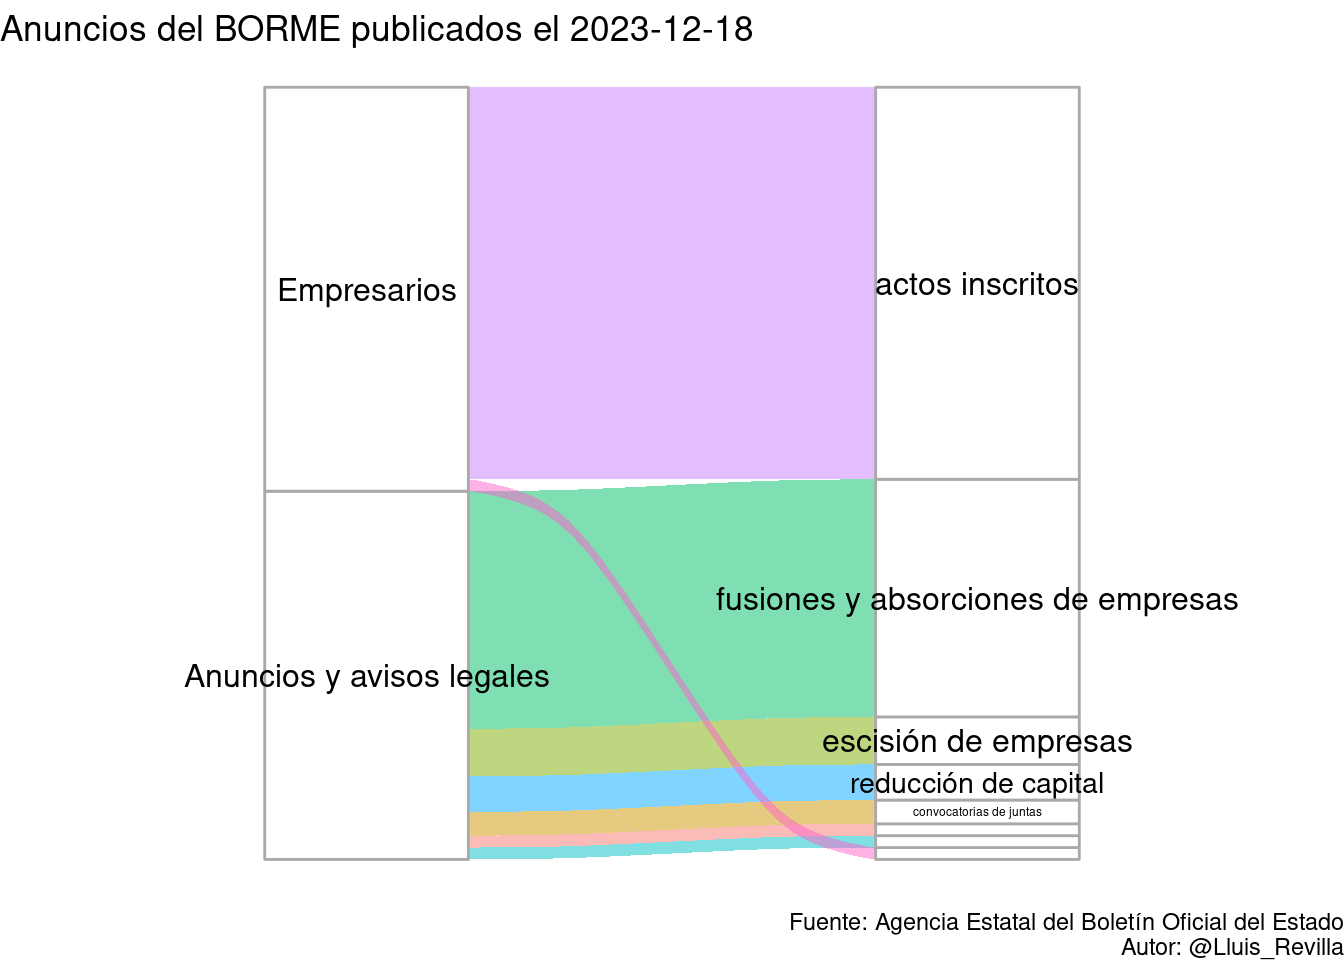 Anuncios del BORME publicados el 2023-12-18
Empresarios
actos inscritos
fusiones y absorciones de empresas
Anuncios y avisos legales
escisión de empresas
reducción de capital
convocatorias de juntas
Fuente: Agencia Estatal del Boletín Oficial del Estado
Autor: @Lluis_Revilla